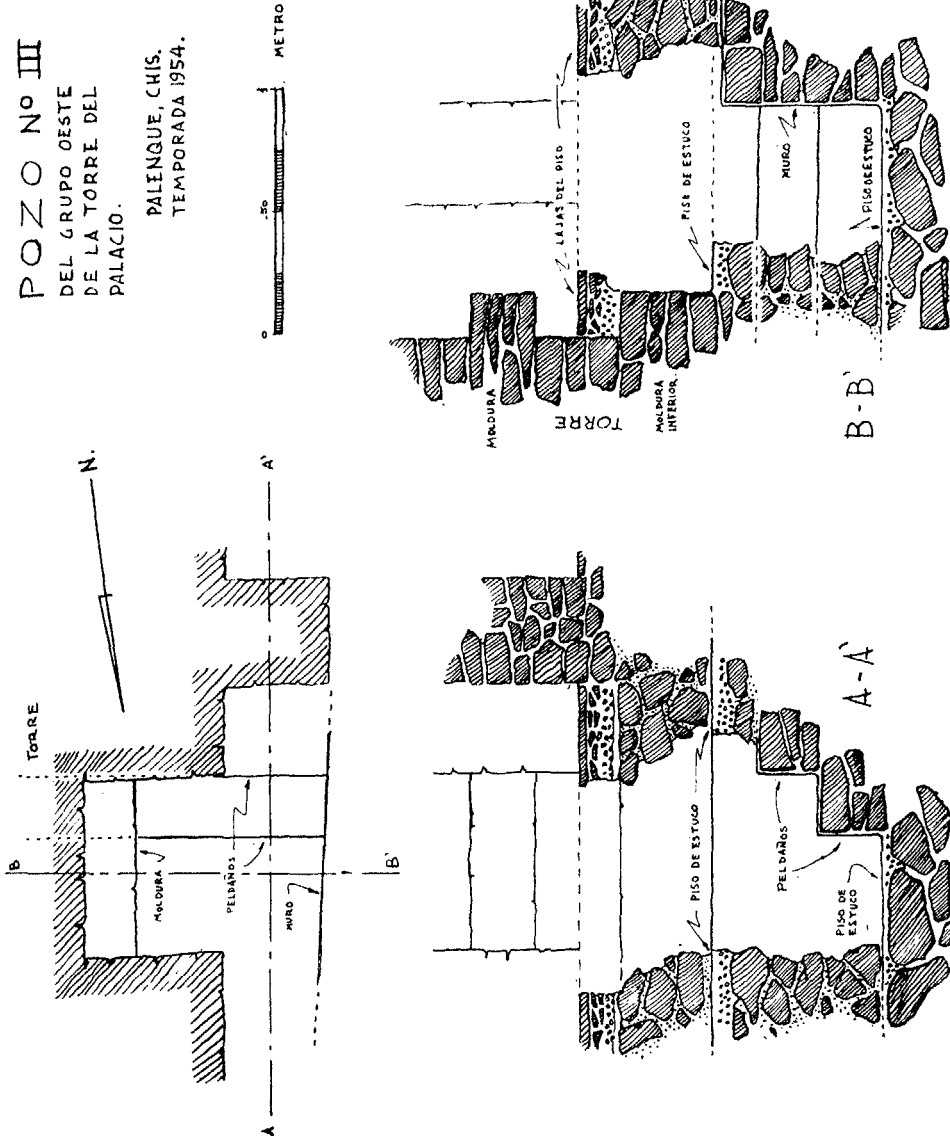 POZO Nº III
DEL GRUPO OESTE
DE LA TORRE DEL
PALACIO.
PALENQUE, CHIS.
TEMPORADA 1954.
0 .50 1 METRO
N.
TORRE
B
MOLDURA
PELDAÑOS
MURO
B'
A
A'
LAJAS DEL PISO
PISO DE ESTUCO
MURO
PISO DE ESTUCO
MOLDURA
TORRE
MOLDURA
INFERIOR.
B-B'
PISO DE ESTUCO
PELDAÑOS
PISO DE
ESTUCO
A-A'